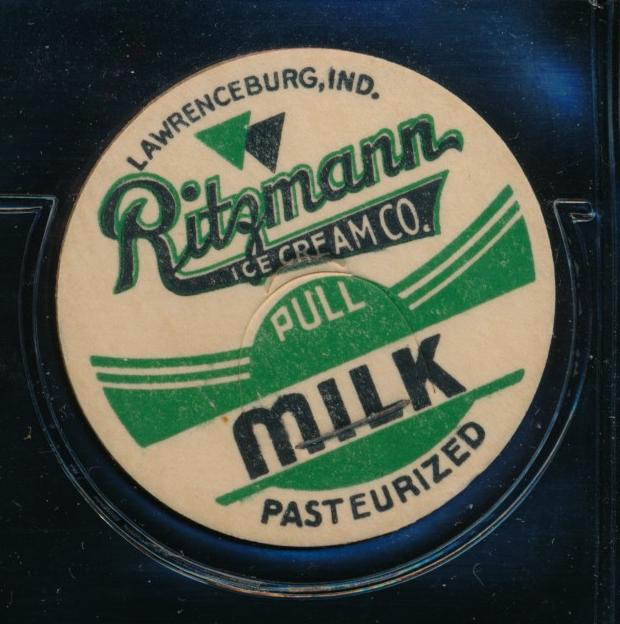 LAWRENCEBURG, IND.
Ritzmann
ICE CREAM CO.
PULL
MILK
PASTEURIZED